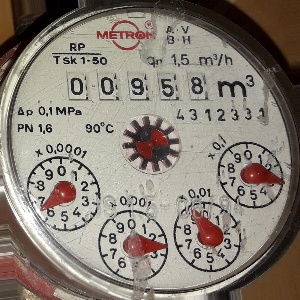 METRON
A·V
B·H
RP
Tsk 1-50
qn 1,5 m³/h
00958 m³
Δp 0,1 MPa
4312331
PN 1,6
90°C
x 0,0001
x 0,1
0,001
0,01